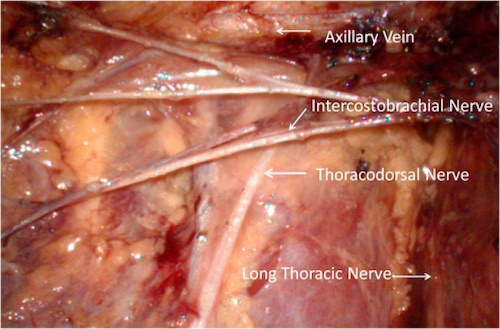 Axillary Vein
Intercostobrachial Nerve
Thoracodorsal Nerve
Long Thoracic Nerve